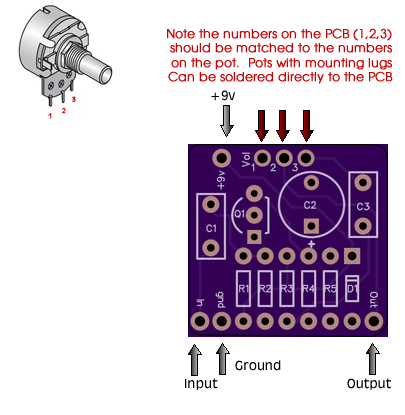 Note the numbers on the PCB (1,2,3)
should be matched to the numbers
on the pot. Pots with mounting lugs
Can be soldered directly to the PCB
1
2
3
+9v
+9v
Vol
1
2
3
Q1
C1
C2
+
C3
R1
R2
R3
R4
R5
D1
In
gnd
Out
Input
Ground
Output